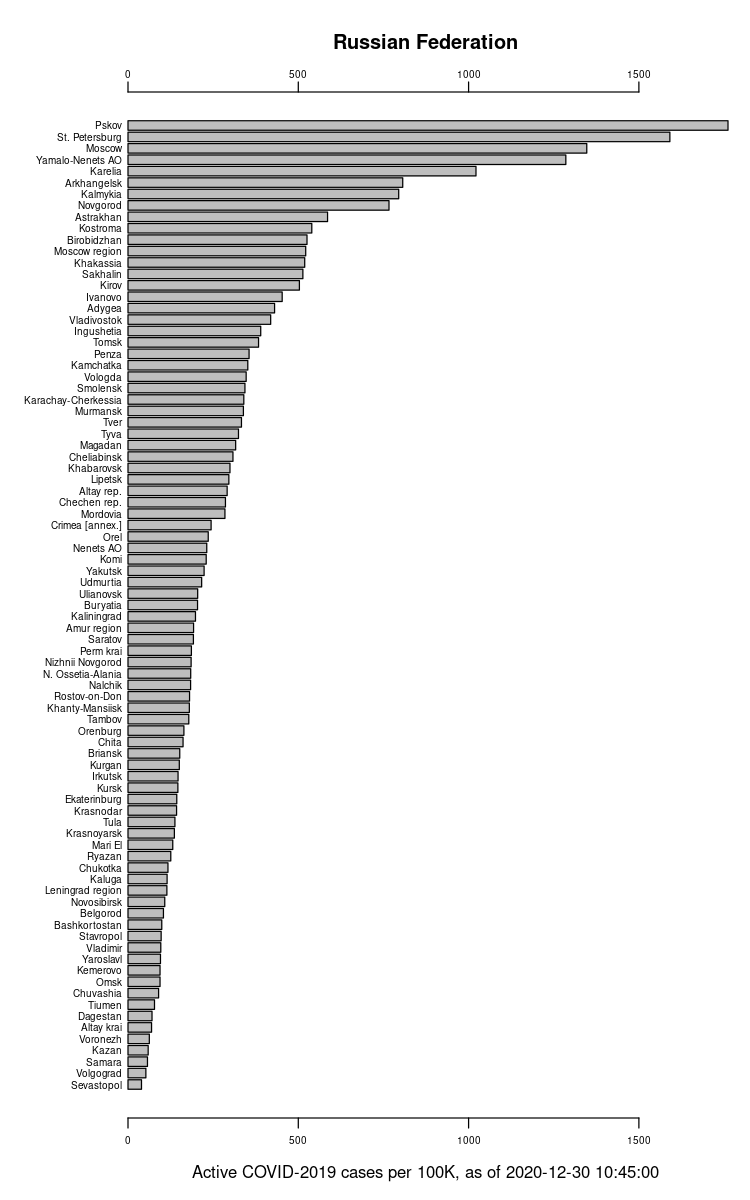 Russian Federation
0 500 1000 1500
Pskov
St. Petersburg
Moscow
Yamalo-Nenets AO
Karelia
Arkhangelsk
Kalmykia
Novgorod
Astrakhan
Kostroma
Birobidzhan
Moscow region
Khakassia
Sakhalin
Kirov
Ivanovo
Adygea
Vladivostok
Ingushetia
Tomsk
Penza
Kamchatka
Vologda
Smolensk
Karachay-Cherkessia
Murmansk
Tver
Tyva
Magadan
Cheliabinsk
Khabarovsk
Lipetsk
Altay rep.
Chechen rep.
Mordovia
Crimea [annex.]
Orel
Nenets AO
Komi
Yakutsk
Udmurtia
Ulianovsk
Buryatia
Kaliningrad
Amur region
Saratov
Perm krai
Nizhnii Novgorod
N. Ossetia-Alania
Nalchik
Rostov-on-Don
Khanty-Mansiisk
Tambov
Orenburg
Chita
Briansk
Kurgan
Irkutsk
Kursk
Ekaterinburg
Krasnodar
Tula
Krasnoyarsk
Mari El
Ryazan
Chukotka
Kaluga
Leningrad region
Novosibirsk
Belgorod
Bashkortostan
Stavropol
Vladimir
Yaroslavl
Kemerovo
Omsk
Chuvashia
Tiumen
Dagestan
Altay krai
Voronezh
Kazan
Samara
Volgograd
Sevastopol
0 500 1000 1500
Active COVID-2019 cases per 100K, as of 2020-12-30 10:45:00